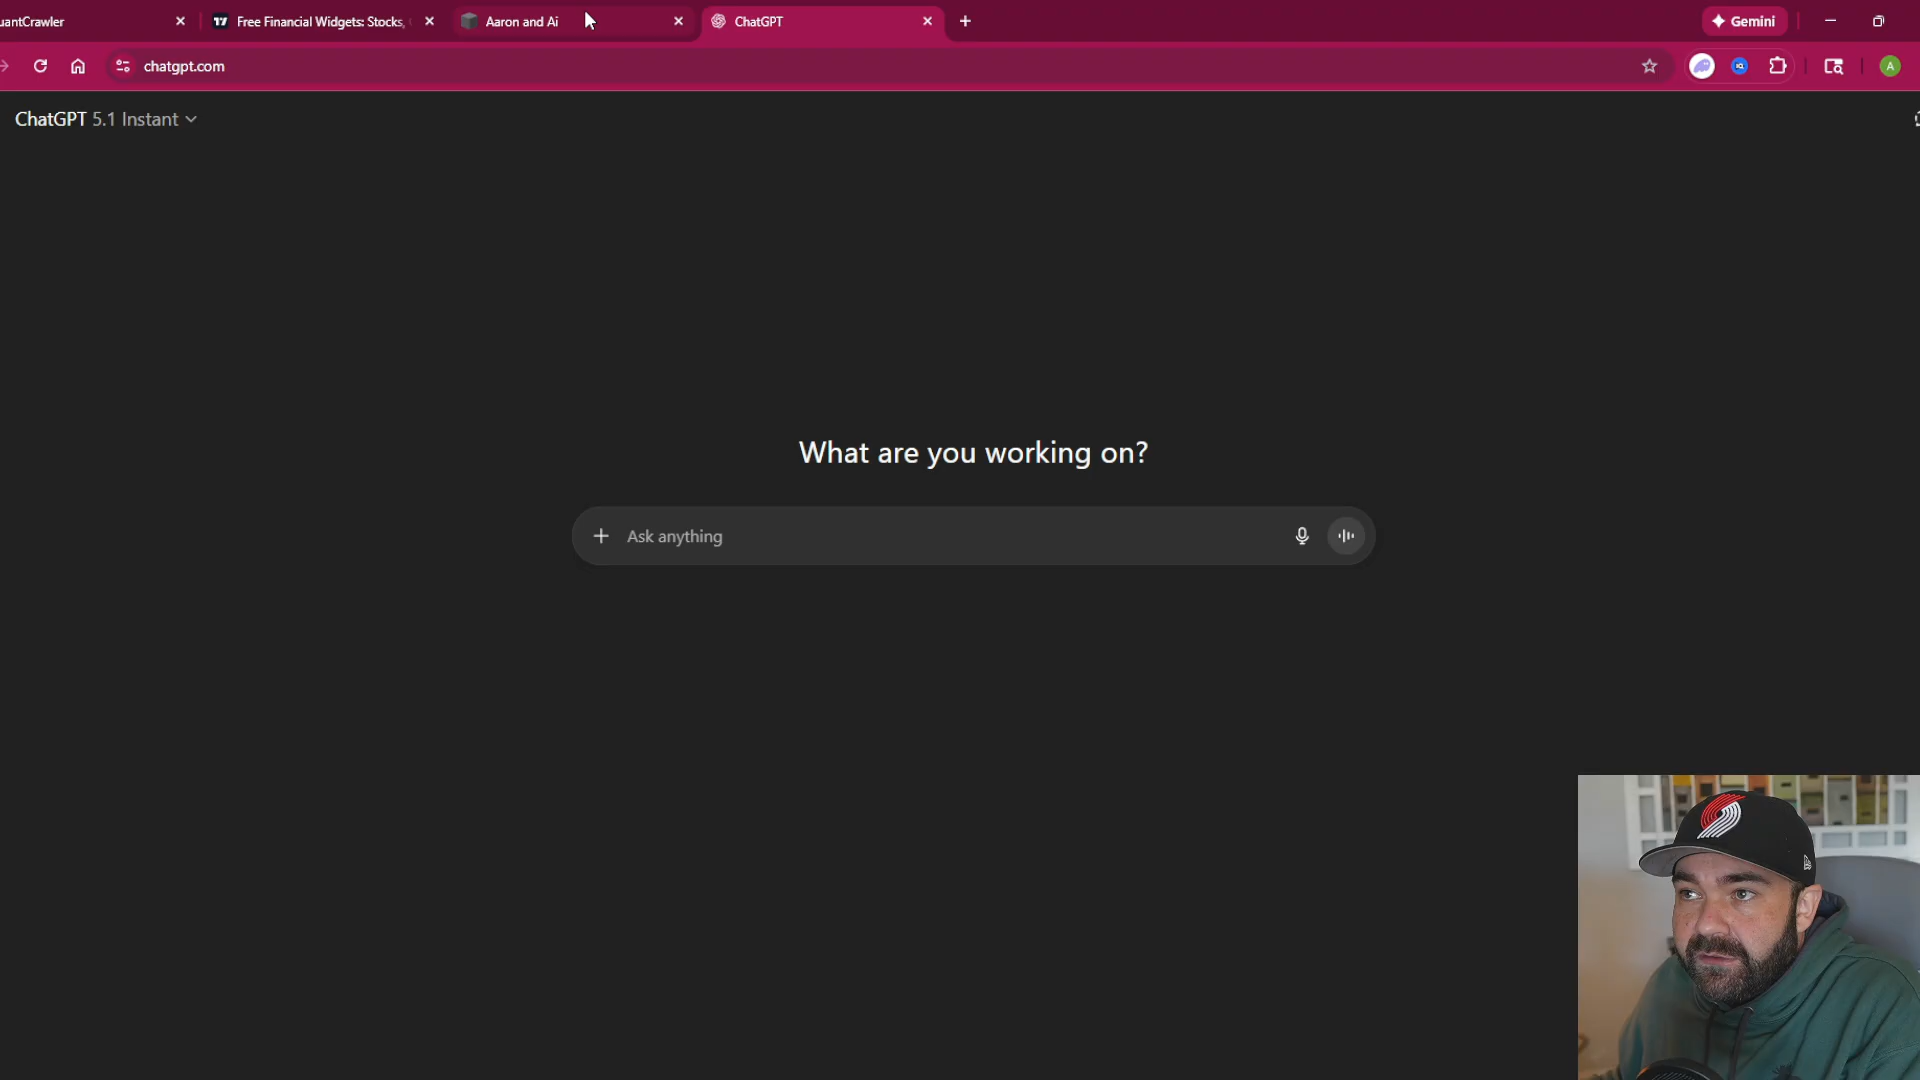 uantCrawler
Free Financial Widgets: Stocks,
Aaron and Ai
ChatGPT
Gemini
chatgpt.com
A
ChatGPT 5.1 Instant
What are you working on?
Ask anything